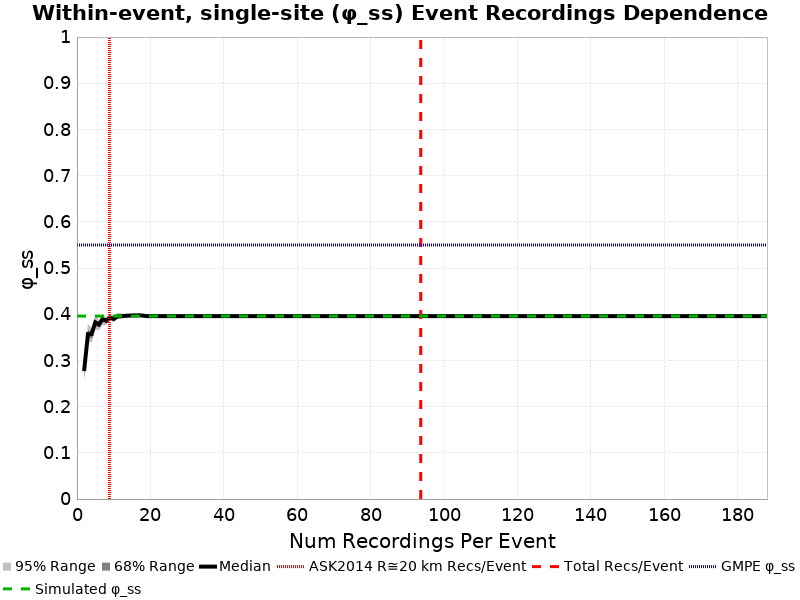 Within-event, single-site (φ_ss) Event Recordings Dependence
1
0.9
0.8
0.7
0.6
0.5
0.4
0.3
0.2
0.1
0
φ_ss
0 20 40 60 80 100 120 140 160 180
Num Recordings Per Event
95% Range 68% Range Median ASK2014 R≅20 km Recs/Event Total Recs/Event GMPE φ_ss
Simulated φ_ss